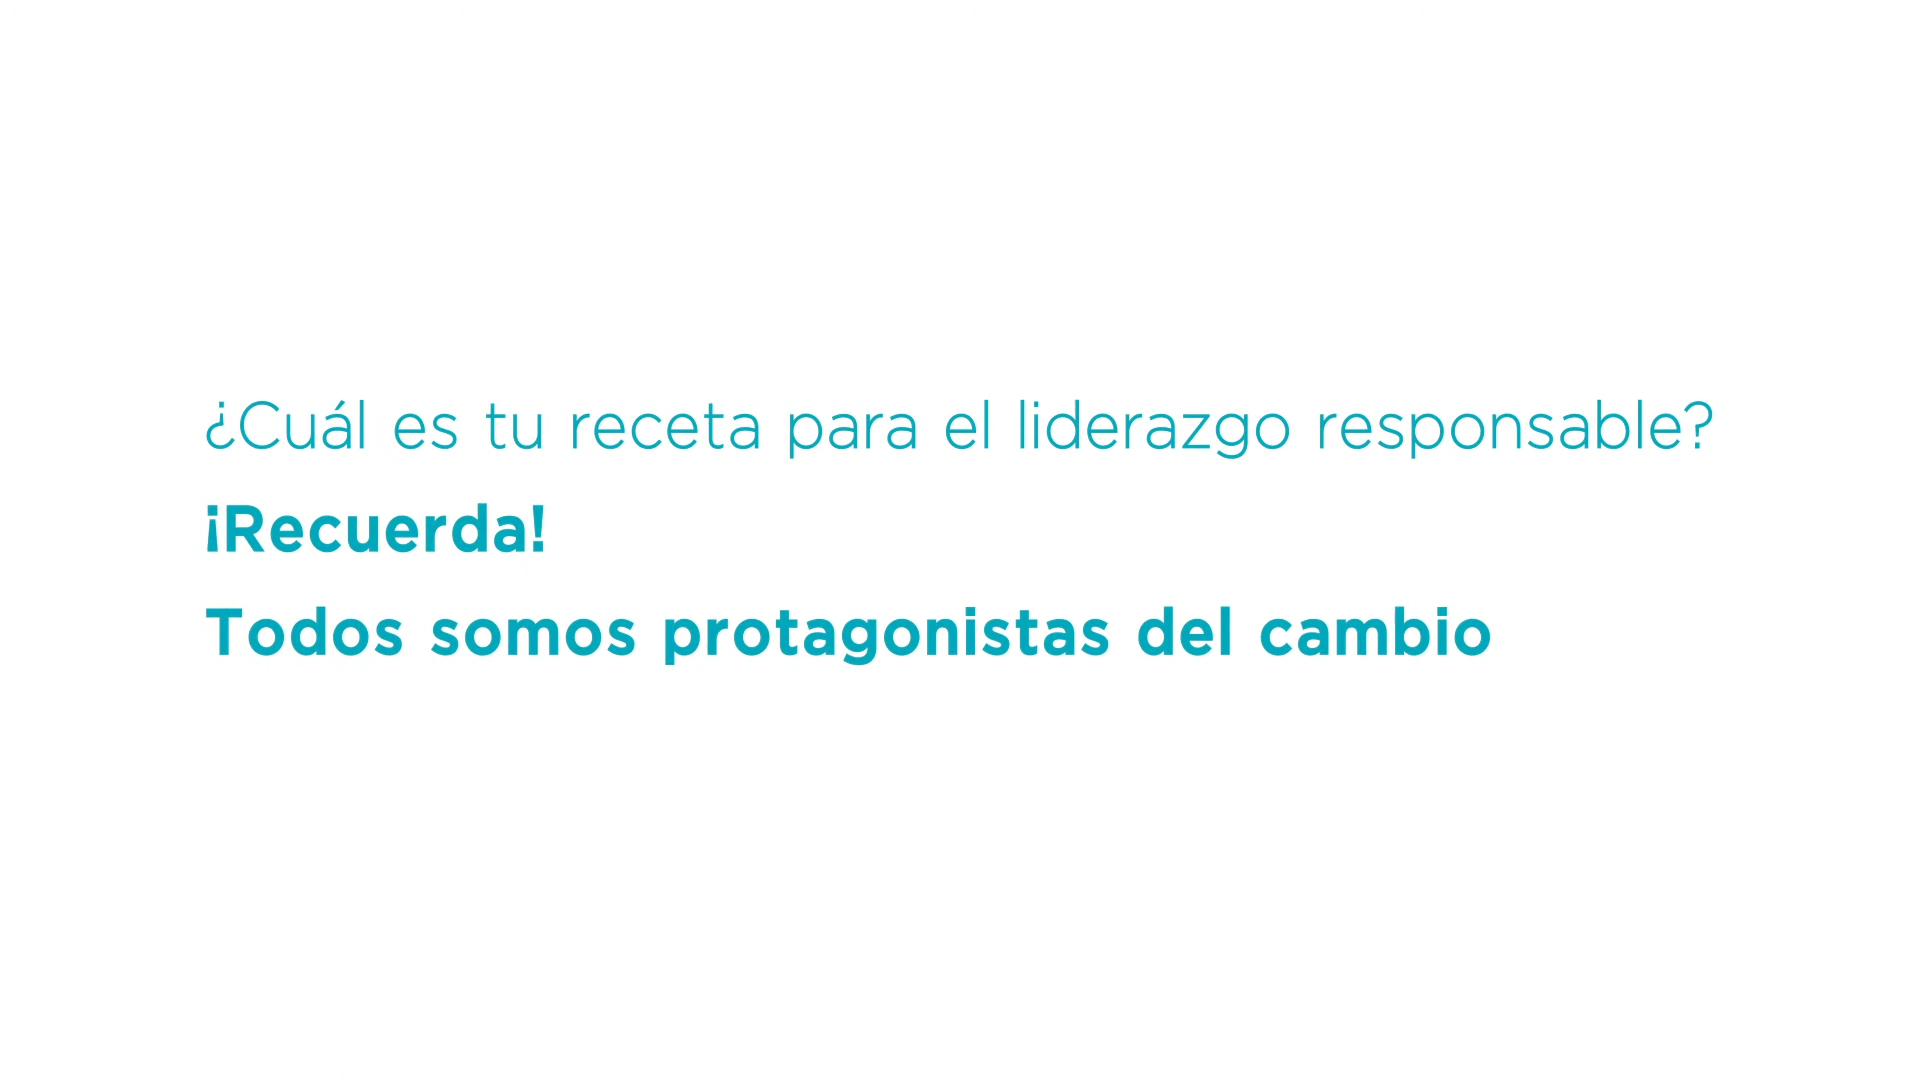 ¿Cuál es tu receta para el liderazgo responsable?
¡Recuerda!
Todos somos protagonistas del cambio